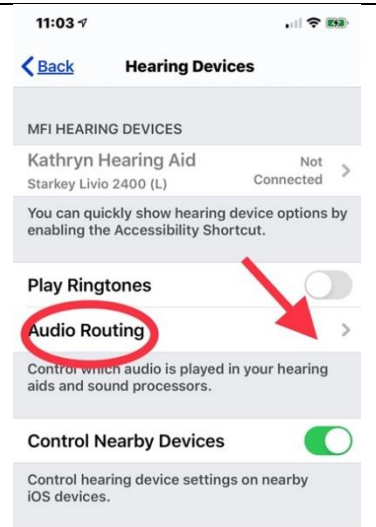 11:03
Back
Hearing Devices
MFI HEARING DEVICES
Kathryn Hearing Aid
Starkey Livio 2400 (L)
Not
Connected
You can quickly show hearing device options by
enabling the Accessibility Shortcut.
Play Ringtones
Audio Routing
Control which audio is played in your hearing
aids and sound processors.
Control Nearby Devices
Control hearing device settings on nearby
iOS devices.